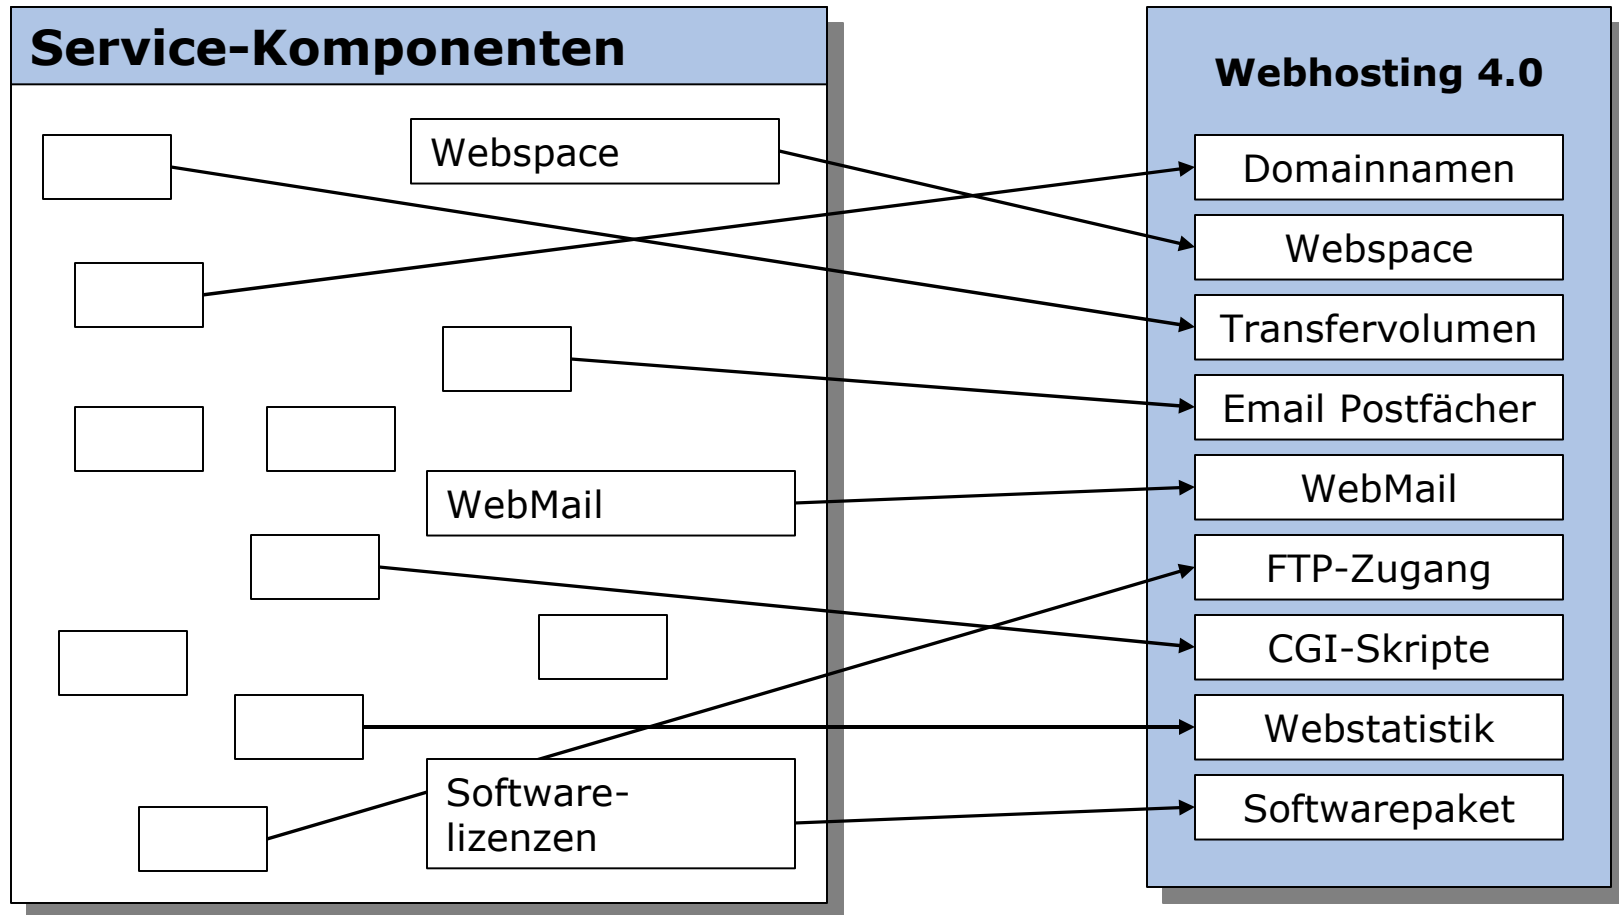 Service-Komponenten
Webspace
WebMail
Software-
lizenzen
Webhosting 4.0
Domainnamen
Webspace
Transfervolumen
Email Postfächer
WebMail
FTP-Zugang
CGI-Skripte
Webstatistik
Softwarepaket